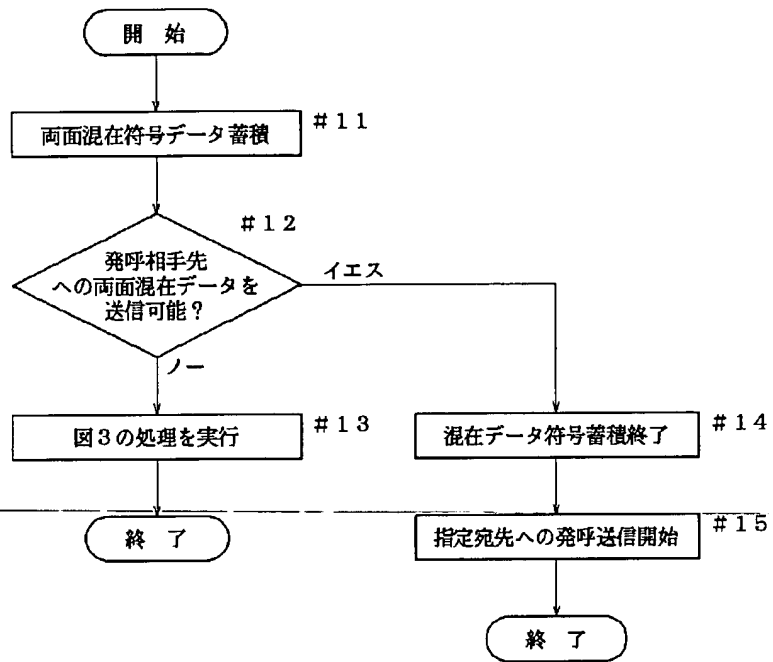 開 始
両面混在符号データ蓄積
#11
#12
発呼相手先
への両面混在データを
送信可能?
イエス
ノー
図3の処理を実行
#13
混在データ符号蓄積終了
#14
終 了
指定宛先への発呼送信開始
#15
終 了